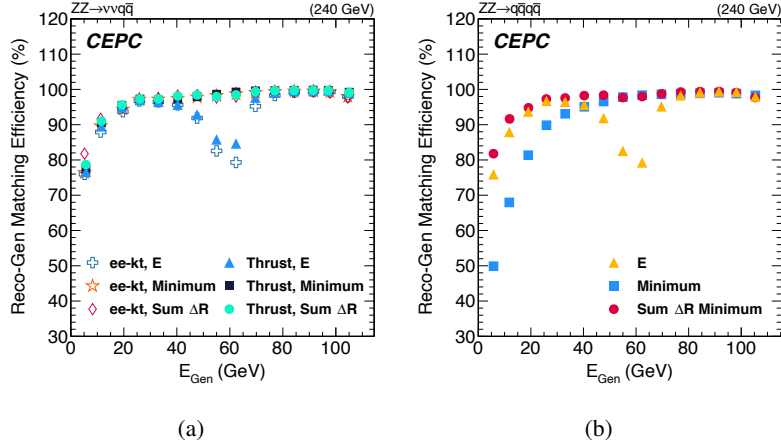 ZZ→ννqq̅ (240 GeV)
CEPC
Reco-Gen Matching Efficiency (%)
120
110
100
90
80
70
60
50
40
30
ee-kt, E
ee-kt, Minimum
ee-kt, Sum ΔR
Thrust, E
Thrust, Minimum
Thrust, Sum ΔR
0 20 40 60 80 100
E_Gen (GeV)
(a)
ZZ→qq̅qq̅ (240 GeV)
CEPC
Reco-Gen Matching Efficiency (%)
120
110
100
90
80
70
60
50
40
30
E
Minimum
Sum ΔR Minimum
0 20 40 60 80 100
E_Gen (GeV)
(b)